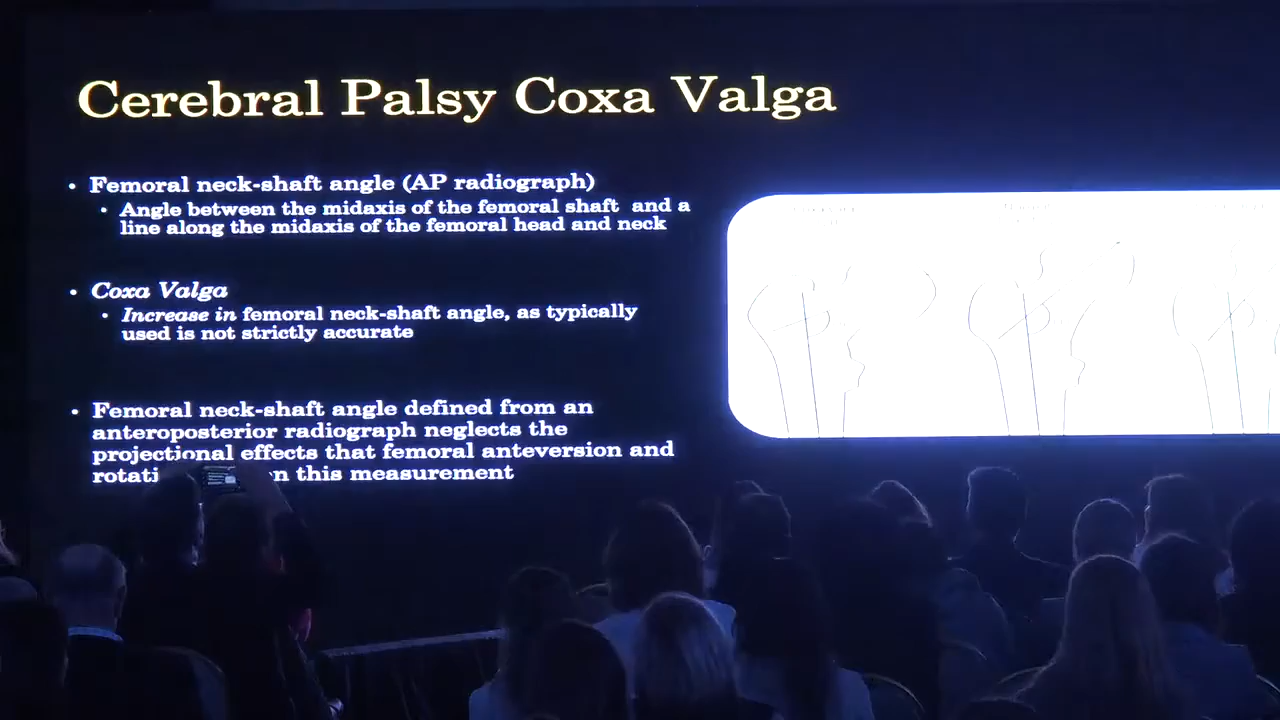 Cerebral Palsy Coxa Valga
• Femoral neck-shaft angle (AP radiograph)
• Angle between the midaxis of the femoral shaft and a
line along the midaxis of the femoral head and neck
• Coxa Valga
• Increase in femoral neck-shaft angle, as typically
used is not strictly accurate
• Femoral neck-shaft angle defined from an
anteroposterior radiograph neglects the
projectional effects that femoral anteversion and
this measurement